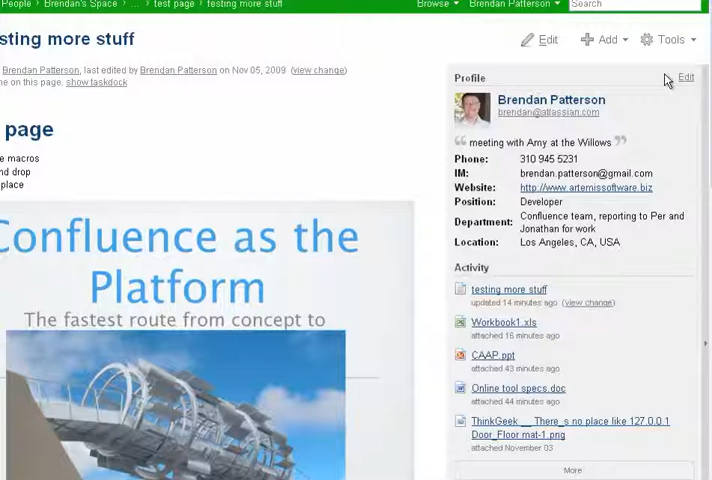 People > Brendan's Space > ... > test page > testing more stuff
Browse Brendan Patterson Search
sting more stuff
Edit Add Tools
Brendan Patterson, last edited by Brendan Patterson on Nov 05, 2009 (view change)
ne on this page. show taskdock
Profile Edit
Brendan Patterson
brendan@atlassian.com
“ meeting with Amy at the Willows ”
Phone: 310 945 5231
IM: brendan.patterson@gmail.com
Website: http://www.artemissoftware.biz
Position: Developer
Department: Confluence team, reporting to Per and
Jonathan for work
Location: Los Angeles, CA, USA
Activity
testing more stuff
updated 14 minutes ago (view change)
Workbook1.xls
attached 16 minutes ago
CAAP.ppt
attached 43 minutes ago
Online tool specs.doc
attached 44 minutes ago
ThinkGeek __ There_s no place like 127.0.0.1
Door_Floor mat-1.png
attached November 03
More
page
e macros
nd drop
place
Confluence as the
Platform
The fastest route from concept to